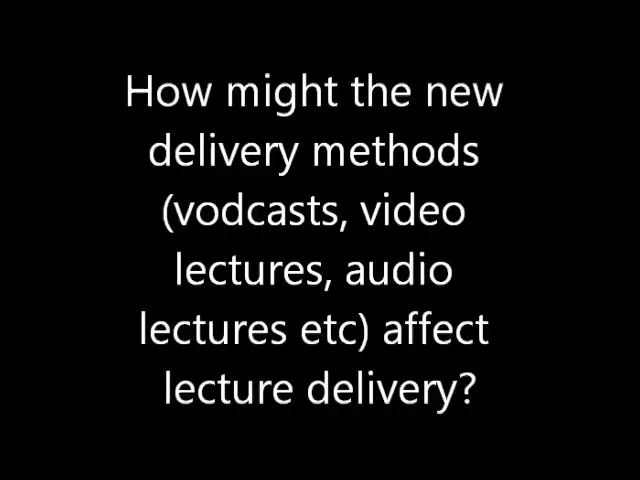 How might the new
delivery methods
(vodcasts, video
lectures, audio
lectures etc) affect
lecture delivery?